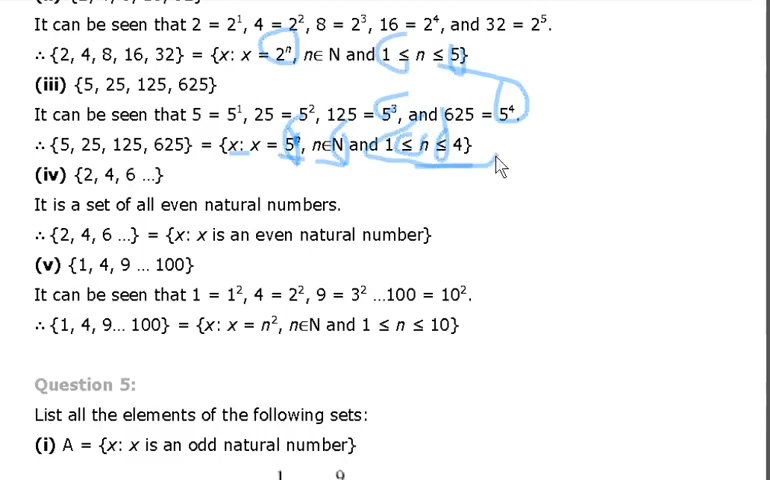 It can be seen that 2 = 2¹, 4 = 2², 8 = 2³, 16 = 2⁴, and 32 = 2⁵.
∴ {2, 4, 8, 16, 32} = {x: x = 2ⁿ, n∈ N and 1 ≤ n ≤ 5}
(iii) {5, 25, 125, 625}
It can be seen that 5 = 5¹, 25 = 5², 125 = 5³, and 625 = 5⁴.
∴ {5, 25, 125, 625} = {x: x = 5ⁿ, n∈N and 1 ≤ n ≤ 4}
(iv) {2, 4, 6 …}
It is a set of all even natural numbers.
∴ {2, 4, 6 …} = {x: x is an even natural number}
(v) {1, 4, 9 … 100}
It can be seen that 1 = 1², 4 = 2², 9 = 3² …100 = 10².
∴ {1, 4, 9… 100} = {x: x = n², n∈N and 1 ≤ n ≤ 10}
Question 5:
List all the elements of the following sets:
(i) A = {x: x is an odd natural number}